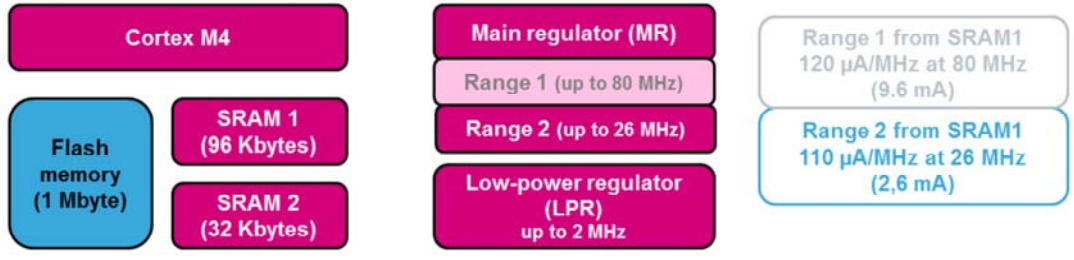 Cortex M4
Flash
memory
(1 Mbyte)
SRAM 1
(96 Kbytes)
SRAM 2
(32 Kbytes)
Main regulator (MR)
Range 1 (up to 80 MHz)
Range 2 (up to 26 MHz)
Low-power regulator
(LPR)
up to 2 MHz
Range 1 from SRAM1
120 µA/MHz at 80 MHz
(9.6 mA)
Range 2 from SRAM1
110 µA/MHz at 26 MHz
(2,6 mA)